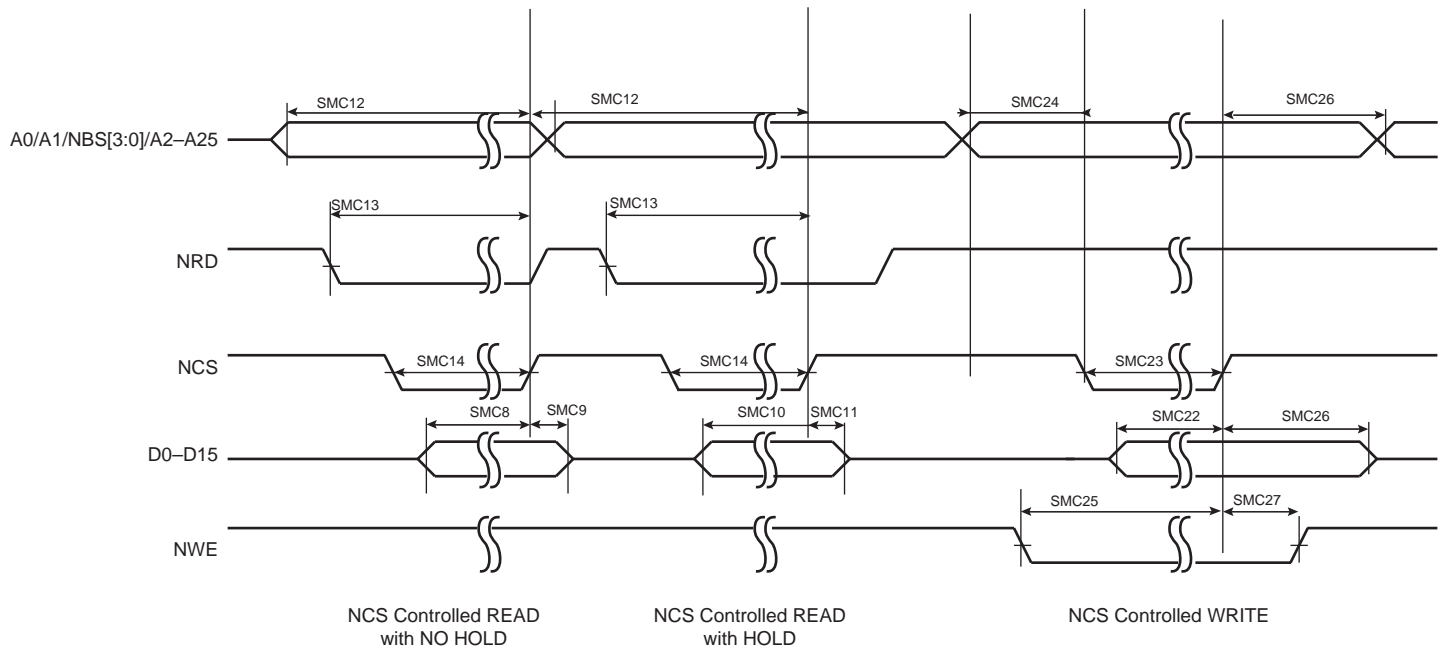 SMC12
SMC12
SMC24
SMC26
A0/A1/NBS[3:0]/A2–A25
SMC13
SMC13
NRD
NCS
SMC14
SMC14
SMC23
SMC8
SMC9
SMC10
SMC11
SMC22
SMC26
D0–D15
SMC25
SMC27
NWE
NCS Controlled READ
with NO HOLD
NCS Controlled READ
with HOLD
NCS Controlled WRITE